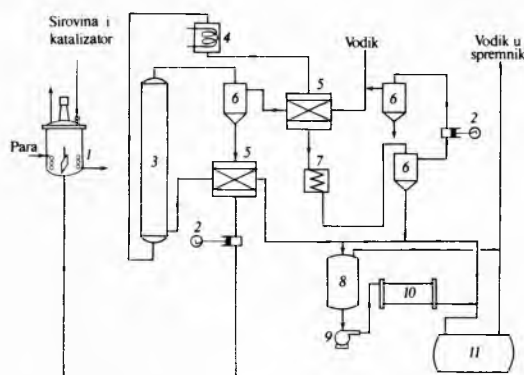 Sirovina i
katalizator
4
Vodik
Vodik u
spremnik
5
6
6
2
Para
1
3
7
6
5
2
8
10
9
11